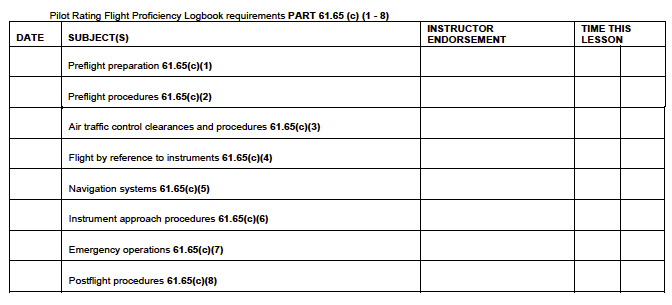 Pilot Rating Flight Proficiency Logbook requirements PART 61.65 (c) (1 - 8)
DATE SUBJECT(S) INSTRUCTOR ENDORSEMENT TIME THIS LESSON
Preflight preparation 61.65(c)(1)
Preflight procedures 61.65(c)(2)
Air traffic control clearances and procedures 61.65(c)(3)
Flight by reference to instruments 61.65(c)(4)
Navigation systems 61.65(c)(5)
Instrument approach procedures 61.65(c)(6)
Emergency operations 61.65(c)(7)
Postflight procedures 61.65(c)(8)